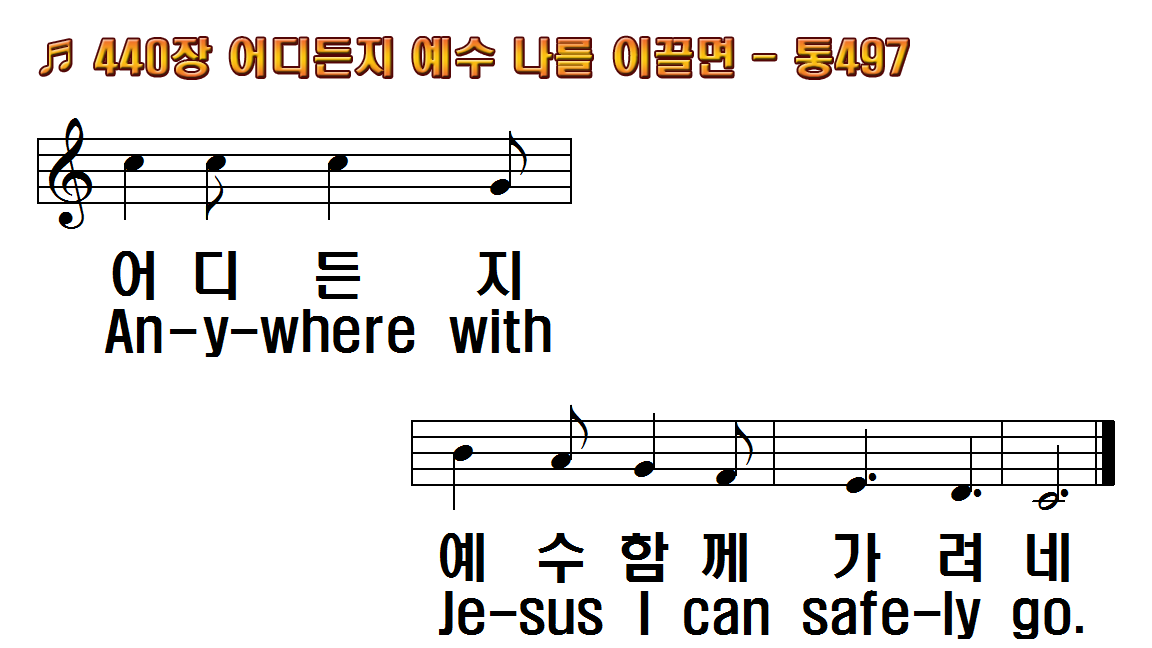 ♬ 440장 어디든지 예수 나를 이끌면 - 통497
어 디 든 지
An-y-where with
예 수 함 께 가 려 네
Je-sus I can safe-ly go.